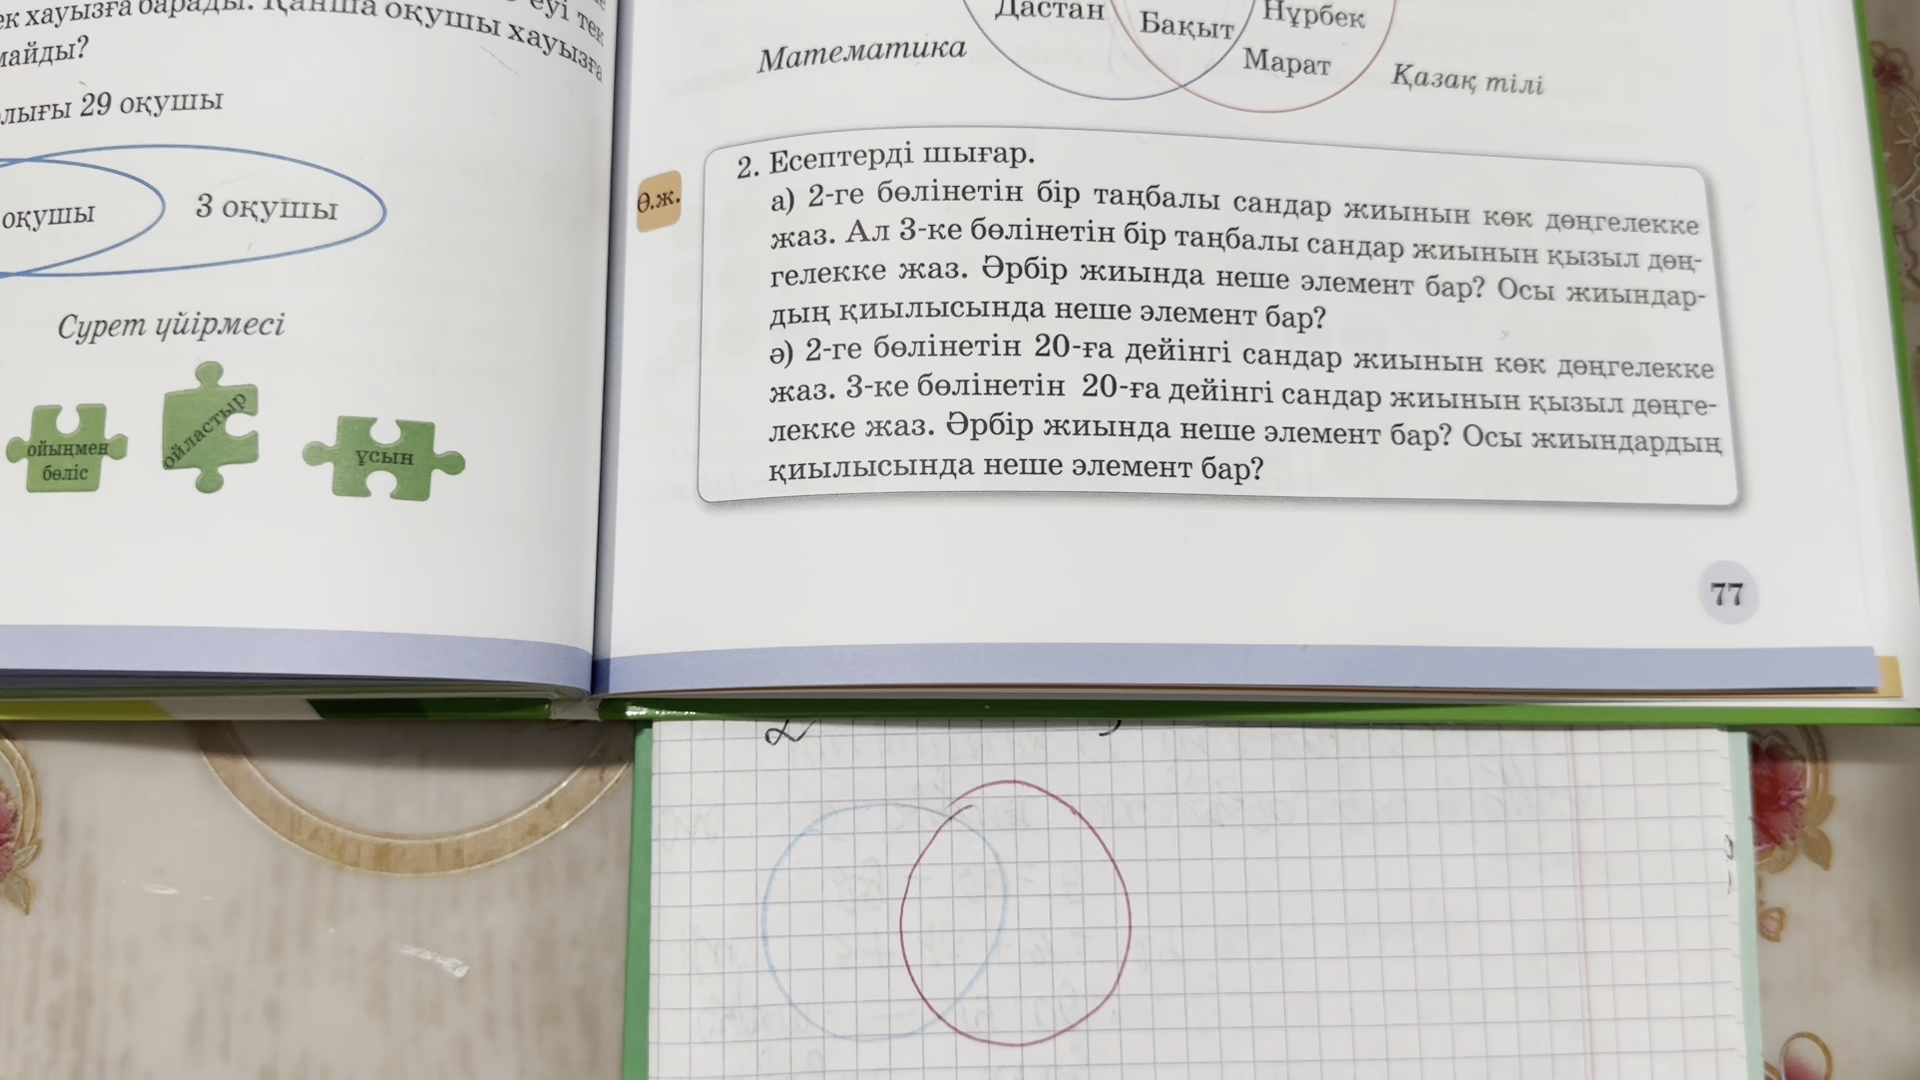 хауызға барады. Қанша оқушы хауызға
еуі тек
майды?
29 оқушы
оқушы
3 оқушы
Сурет үйірмесі
ойыңмен
бөліс
ойластыр
ұсын
Дастан
Бақыт
Нұрбек
Марат
Математика
Қазақ тілі
Ө.ж.
2. Есептерді шығар.
а) 2-ге бөлінетін бір таңбалы сандар жиынын көк дөңгелекке
жаз. Ал 3-ке бөлінетін бір таңбалы сандар жиынын қызыл дөң-
гелекке жаз. Әрбір жиында неше элемент бар? Осы жиындар-
дың қиылысында неше элемент бар?
ә) 2-ге бөлінетін 20-ға дейінгі сандар жиынын көк дөңгелекке
жаз. 3-ке бөлінетін 20-ға дейінгі сандар жиынын қызыл дөңге-
лекке жаз. Әрбір жиында неше элемент бар? Осы жиындардың
қиылысында неше элемент бар?
77